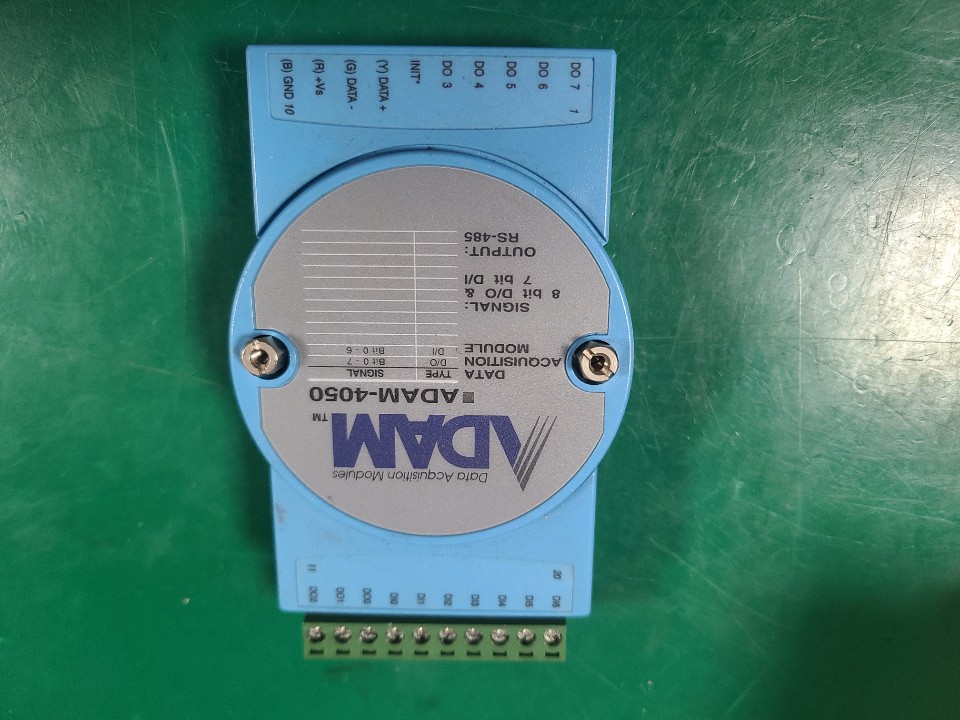 Data Acquisition Modules
ADAM™
■ ADAM-4050
DATA
ACQUISITION
MODULE
SIGNAL:
8 bit D/O &
7 bit D/I
OUTPUT:
RS-485
TYPE SIGNAL
D/O Bit 0 - 7
D/I Bit 0 - 6
DO 7 1
DO 6
DO 5
DO 4
DO 3
INIT*
(Y) DATA +
(G) DATA -
(R) +Vs
(B) GND 10
11 DO2
DO1
DO0
DI0
DI1
DI2
DI3
DI4
DI5
20 DI6